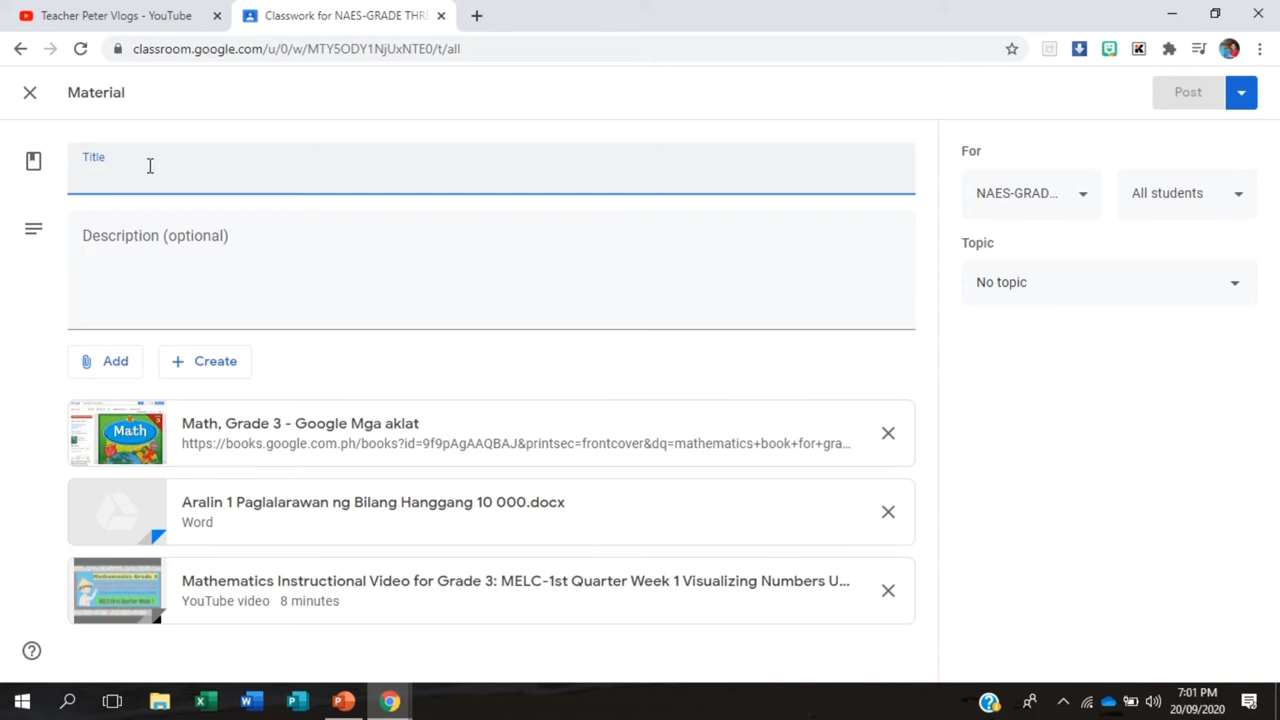 Teacher Peter Vlogs - YouTube
Classwork for NAES-GRADE THRE
classroom.google.com/u/0/w/MTY5ODY1NjUxNTE0/t/all
Material
Post
Title
Description (optional)
Add
Create
Math, Grade 3 - Google Mga aklat
https://books.google.com.ph/books?id=9f9pAgAAQBAJ&printsec=frontcover&dq=mathematics+book+for+gra...
Math
Aralin 1 Paglalarawan ng Bilang Hanggang 10 000.docx
Word
Mathematics Instructional Video for Grade 3: MELC-1st Quarter Week 1 Visualizing Numbers U...
YouTube video 8 minutes
For
NAES-GRAD...
All students
Topic
No topic
7:01 PM
20/09/2020